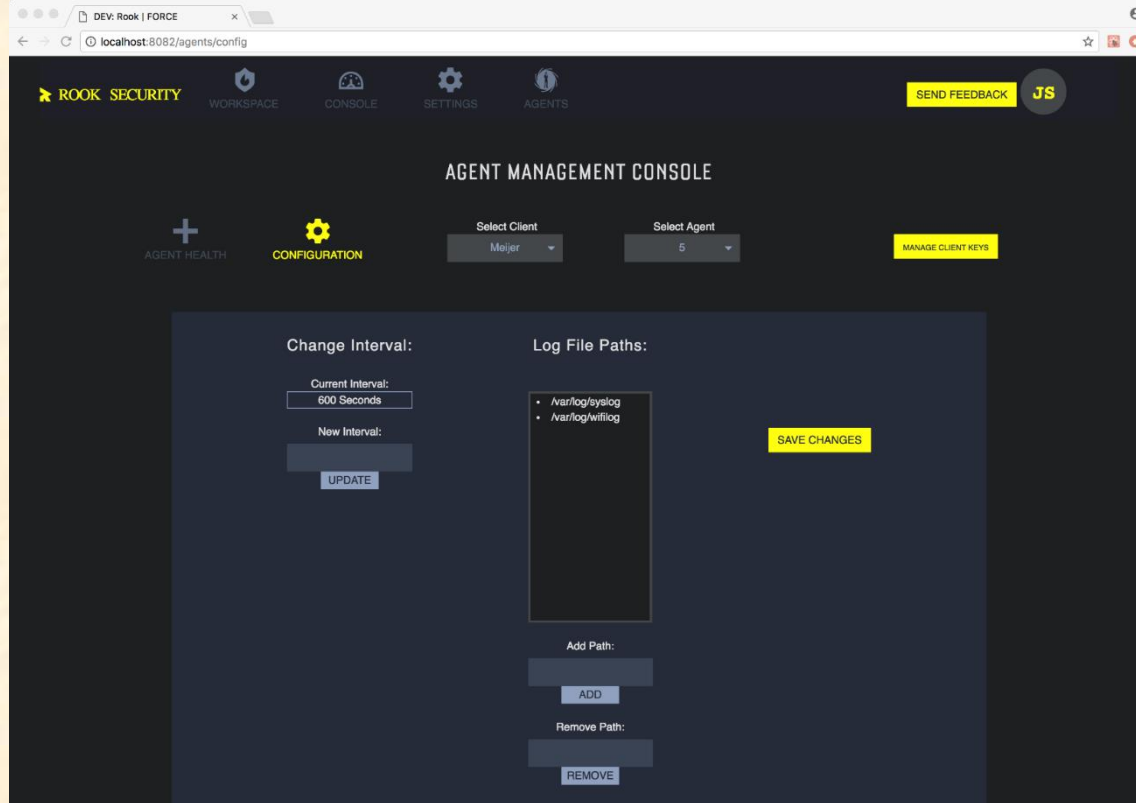 DEV: Rook | FORCE
localhost:8082/agents/config
ROOK SECURITY
WORKSPACE
CONSOLE
SETTINGS
AGENTS
SEND FEEDBACK
JS
AGENT MANAGEMENT CONSOLE
AGENT HEALTH
CONFIGURATION
Select Client
Meijer
Select Agent
5
MANAGE CLIENT KEYS
Change Interval:
Current Interval:
600 Seconds
New Interval:
UPDATE
Log File Paths:
• /var/log/syslog
• /var/log/wifilog
SAVE CHANGES
Add Path:
ADD
Remove Path:
REMOVE